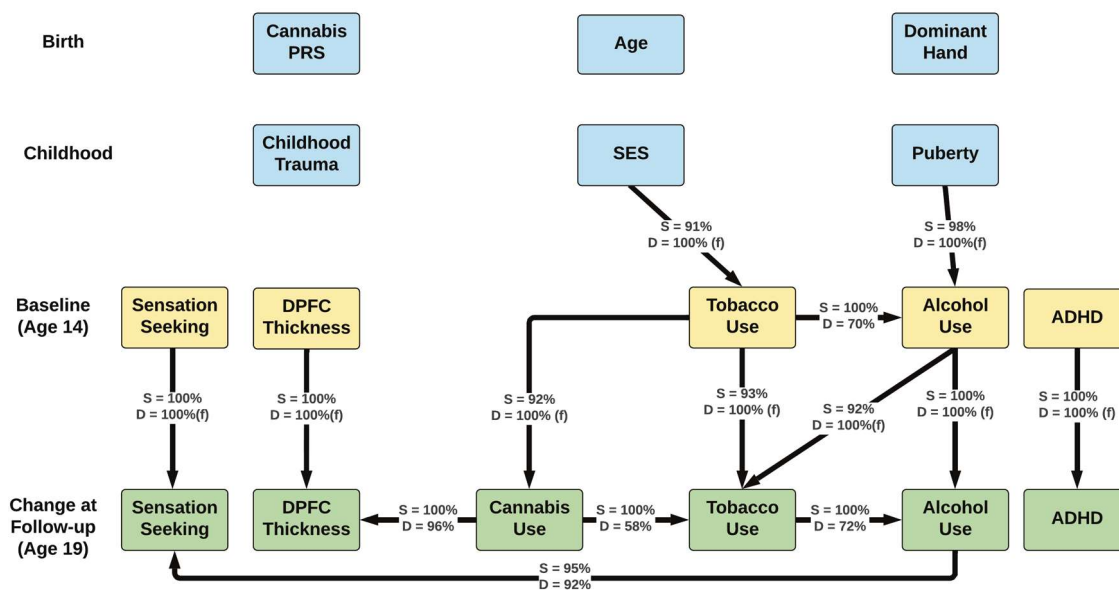 Birth
Cannabis
PRS
Age
Dominant
Hand
Childhood
Childhood
Trauma
SES
Puberty
S = 91%
D = 100% (f)
S = 98%
D = 100%(f)
Baseline
(Age 14)
Sensation
Seeking
DPFC
Thickness
Tobacco
Use
S = 100%
D = 70%
Alcohol
Use
ADHD
S = 100%
D = 100%(f)
S = 100%
D = 100%(f)
S = 92%
D = 100% (f)
S = 93%
D = 100% (f)
S = 92%
D = 100%(f)
S = 100%
D = 100% (f)
S = 100%
D = 100% (f)
Change at
Follow-up
(Age 19)
Sensation
Seeking
DPFC
Thickness
S = 100%
D = 96%
Cannabis
Use
S = 100%
D = 58%
Tobacco
Use
S = 100%
D = 72%
Alcohol
Use
ADHD
S = 95%
D = 92%